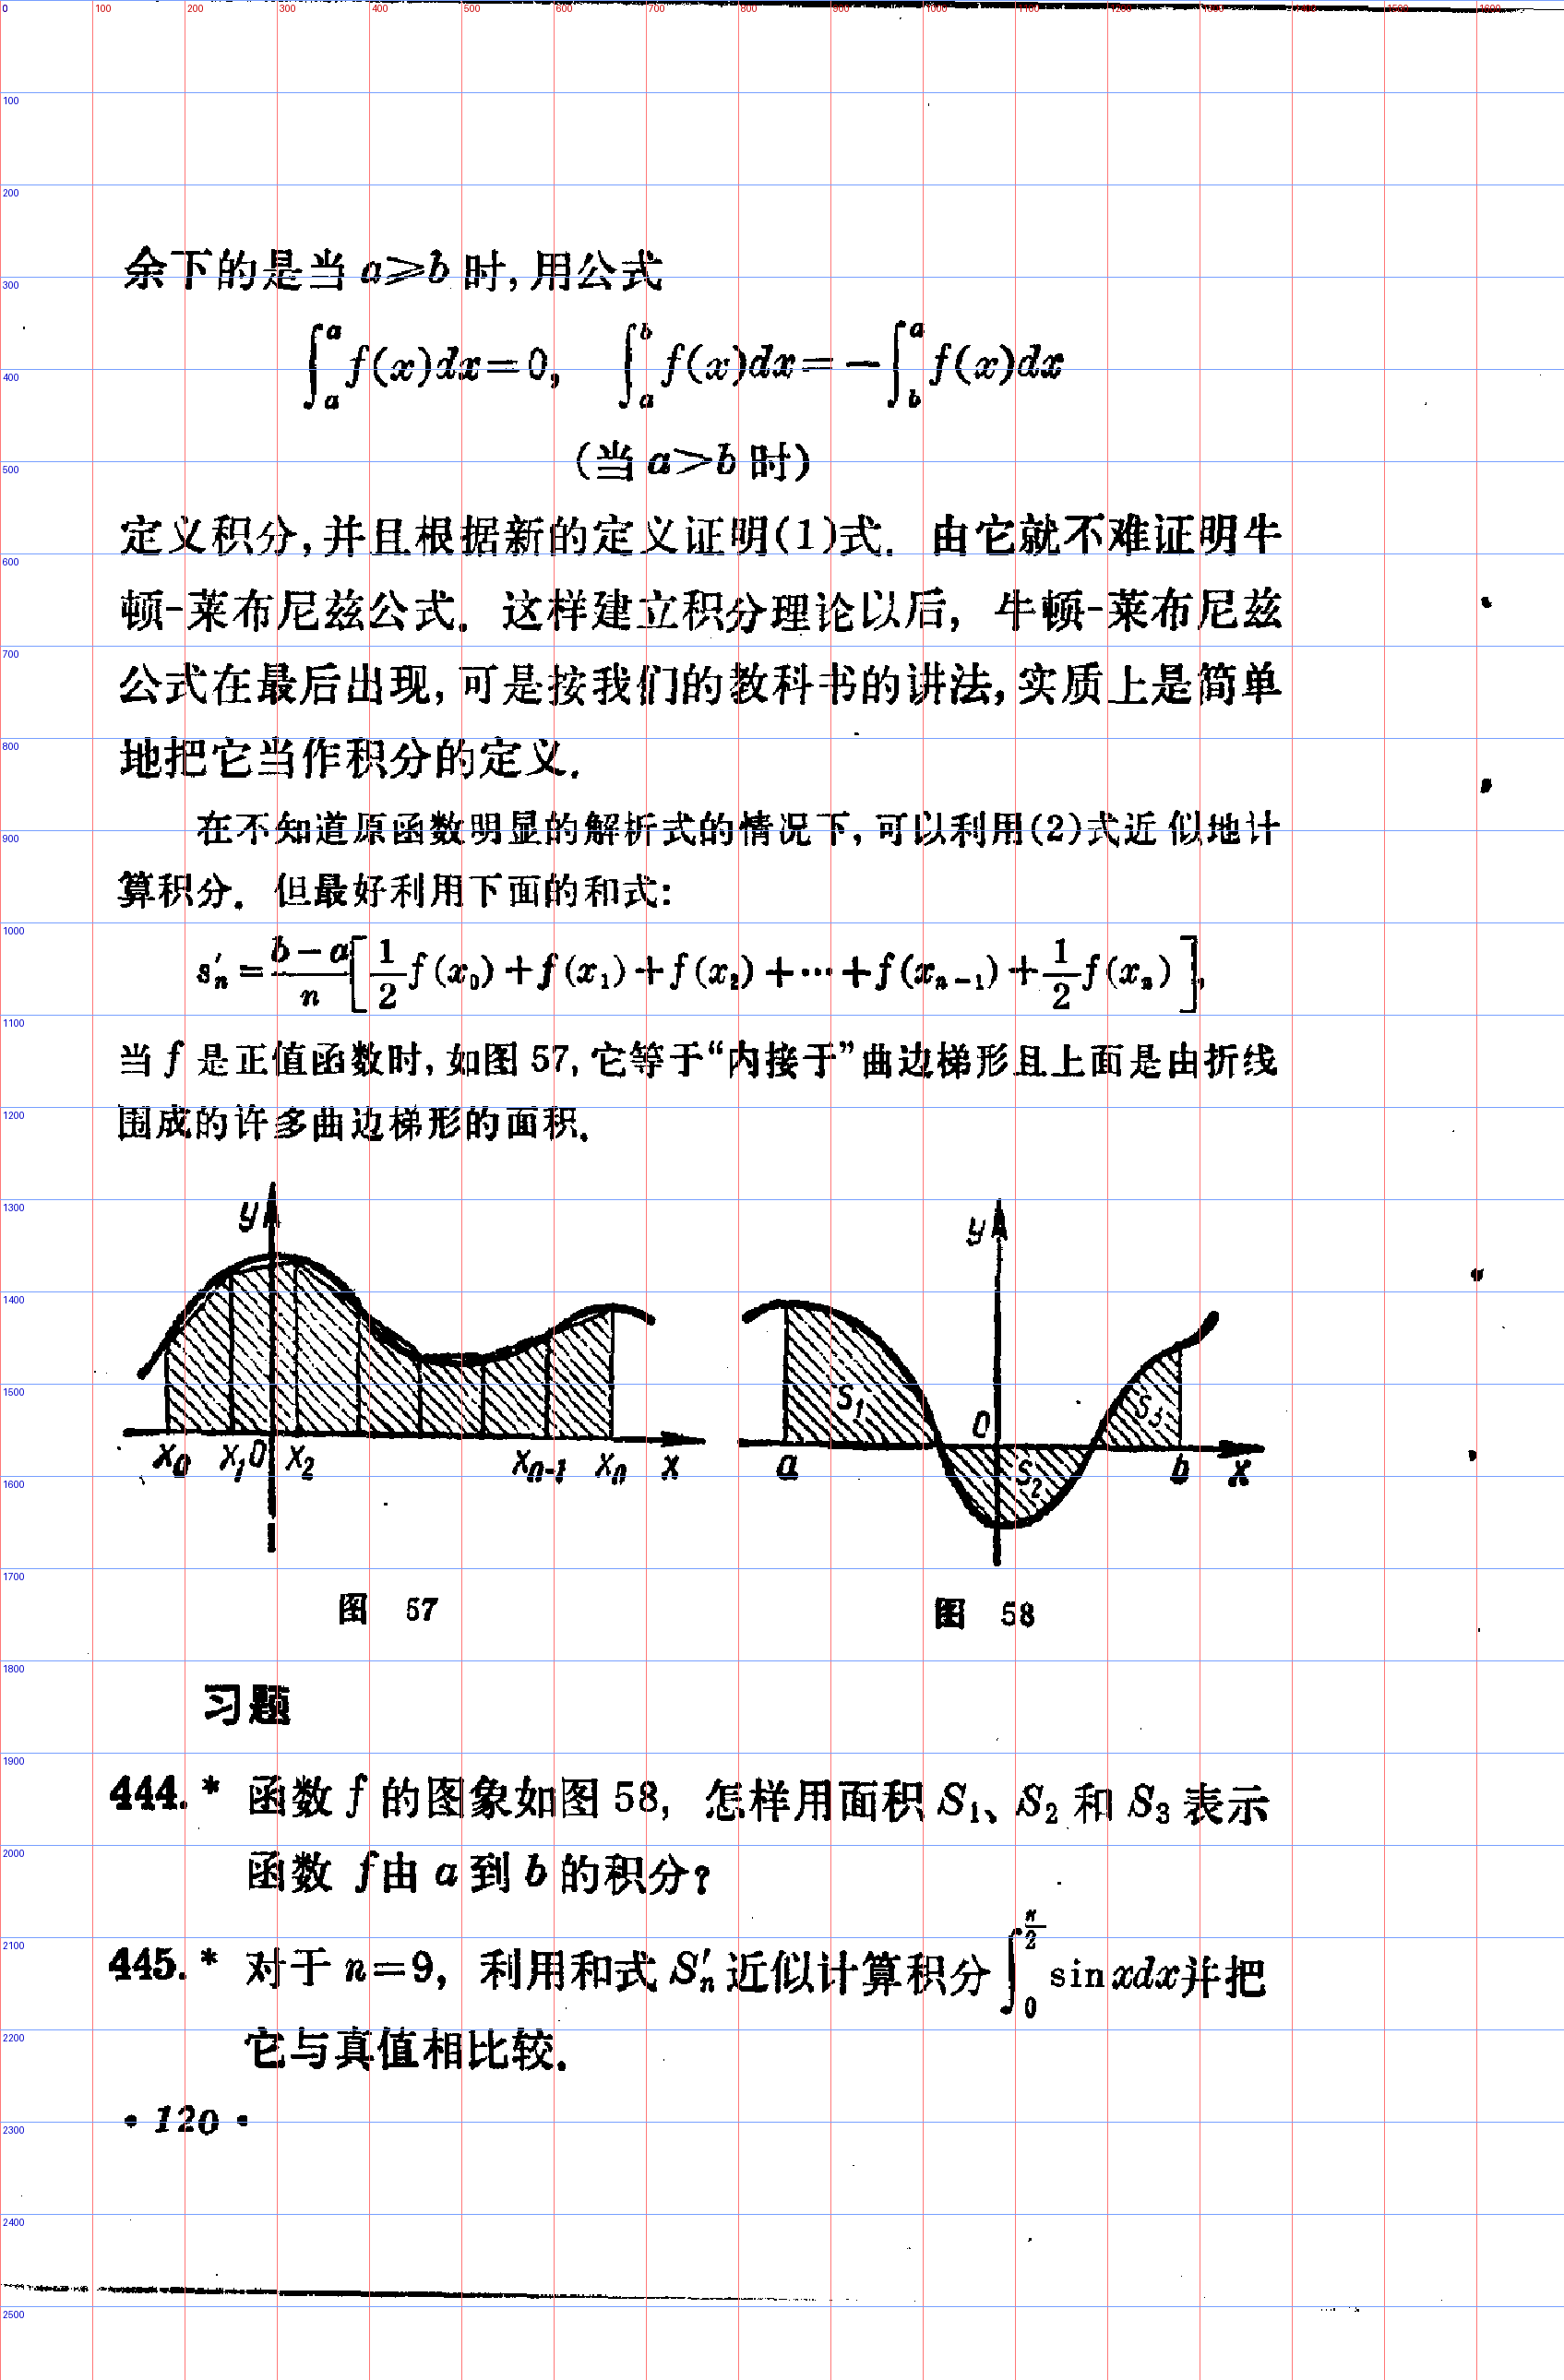 余下的是当 a⩾b 时, 用公式
∫_a^a f(x)dx=0, ∫_a^b f(x)dx=-∫_b^a f(x)dx
(当 a>b 时)
定义积分, 并且根据新的定义证明(1)式. 由它就不难证明牛
顿-莱布尼兹公式. 这样建立积分理论以后, 牛顿-莱布尼兹
公式在最后出现, 可是按我们的教科书的讲法, 实质上是简单
地把它当作积分的定义.
在不知道原函数明显的解析式的情况下, 可以利用(2)式近似地计
算积分. 但最好利用下面的和式:
s′_n = \frac{b-a}{n}[\frac{1}{2}f(x_0)+f(x_1)+f(x_2)+⋯+f(x_{n-1})+\frac{1}{2}f(x_n)],
当 f 是正值函数时, 如图 57, 它等于“内接于”曲边梯形且上面是由折线
围成的许多曲边梯形的面积.
y
x_0 x_1 0 x_2 x_{n-1} x_n x
图 57
y
S_1 0 S_2 S_3
a b x
图 58
习题
444.* 函数 f 的图象如图 58, 怎样用面积 S_1、S_2 和 S_3 表示
函数 f 由 a 到 b 的积分?
445.* 对于 n=9, 利用和式 S′_n 近似计算积分 ∫_0^{\frac{π}{2}} sin xdx 并把
它与真值相比较.
• 120 •